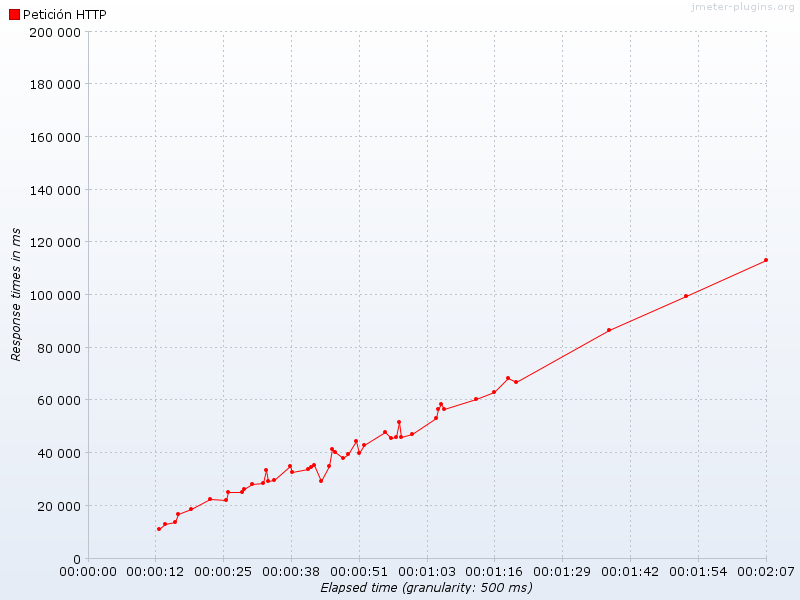 jmeter-plugins.org
Petición HTTP
200 000
180 000
160 000
140 000
120 000
100 000
80 000
60 000
40 000
20 000
0
Response times in ms
00:00:00 00:00:12 00:00:25 00:00:38 00:00:51 00:01:03 00:01:16 00:01:29 00:01:42 00:01:54 00:02:07
Elapsed time (granularity: 500 ms)